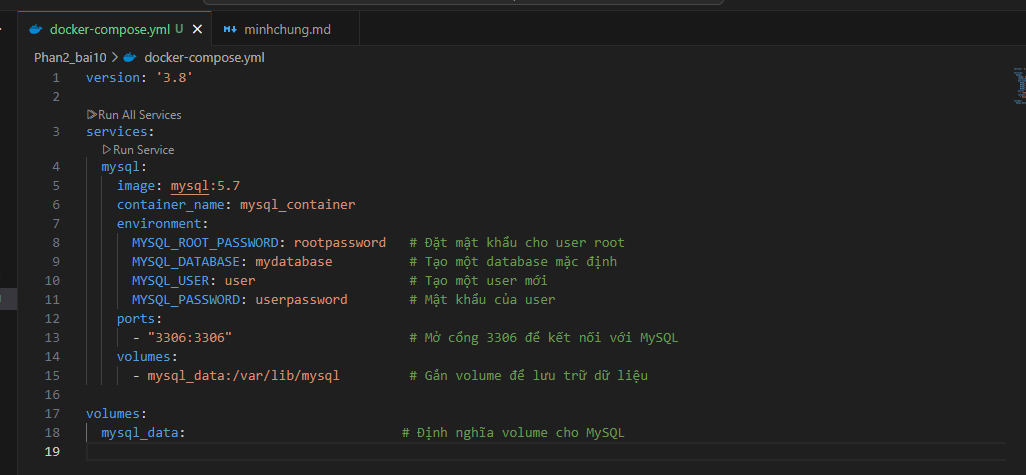 docker-compose.yml U
minhchung.md
Phan2_bai10 > docker-compose.yml
1 version: '3.8'
2
Run All Services
3 services:
Run Service
4 mysql:
5 image: mysql:5.7
6 container_name: mysql_container
7 environment:
8 MYSQL_ROOT_PASSWORD: rootpassword # Đặt mật khẩu cho user root
9 MYSQL_DATABASE: mydatabase # Tạo một database mặc định
10 MYSQL_USER: user # Tạo một user mới
11 MYSQL_PASSWORD: userpassword # Mật khẩu của user
12 ports:
13 - "3306:3306" # Mở cổng 3306 để kết nối với MySQL
14 volumes:
15 - mysql_data:/var/lib/mysql # Gắn volume để lưu trữ dữ liệu
16
17 volumes:
18 mysql_data: # Định nghĩa volume cho MySQL
19